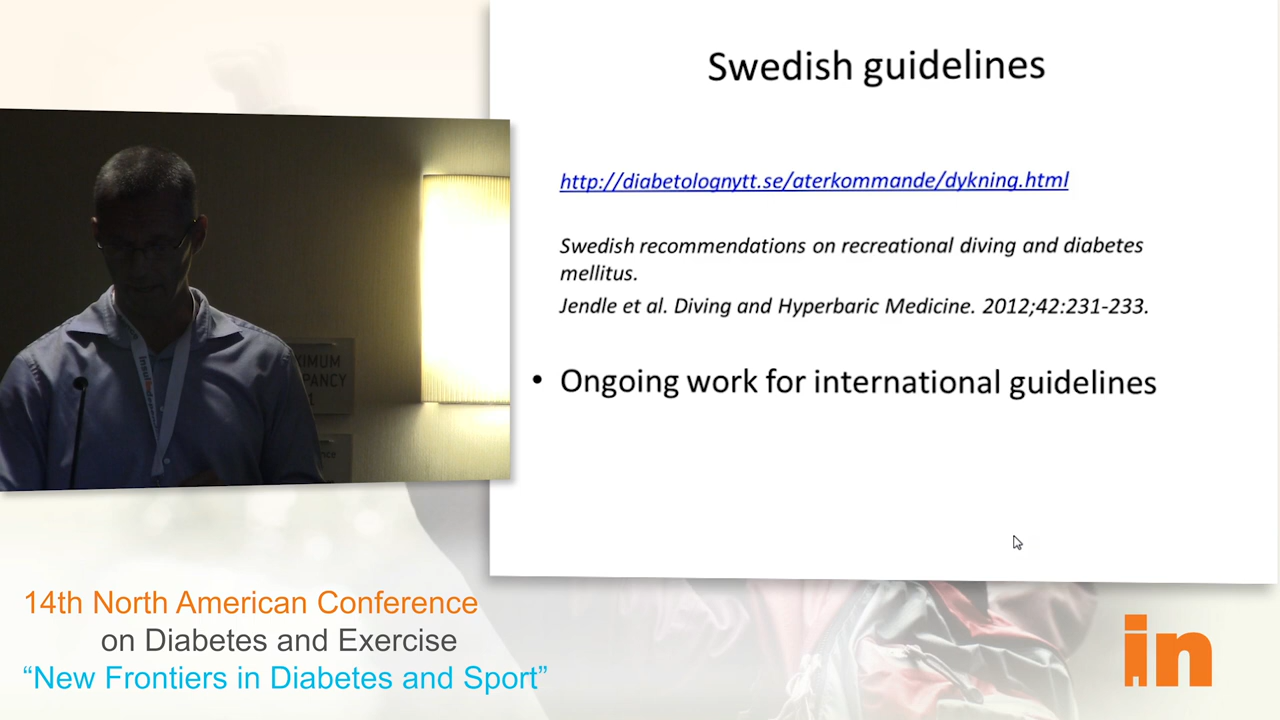 Swedish guidelines
http://diabetolognytt.se/aterkommande/dykning.html
Swedish recommendations on recreational diving and diabetes
mellitus.
Jendle et al. Diving and Hyperbaric Medicine. 2012;42:231-233.
• Ongoing work for international guidelines
14th North American Conference
on Diabetes and Exercise
“New Frontiers in Diabetes and Sport”
in